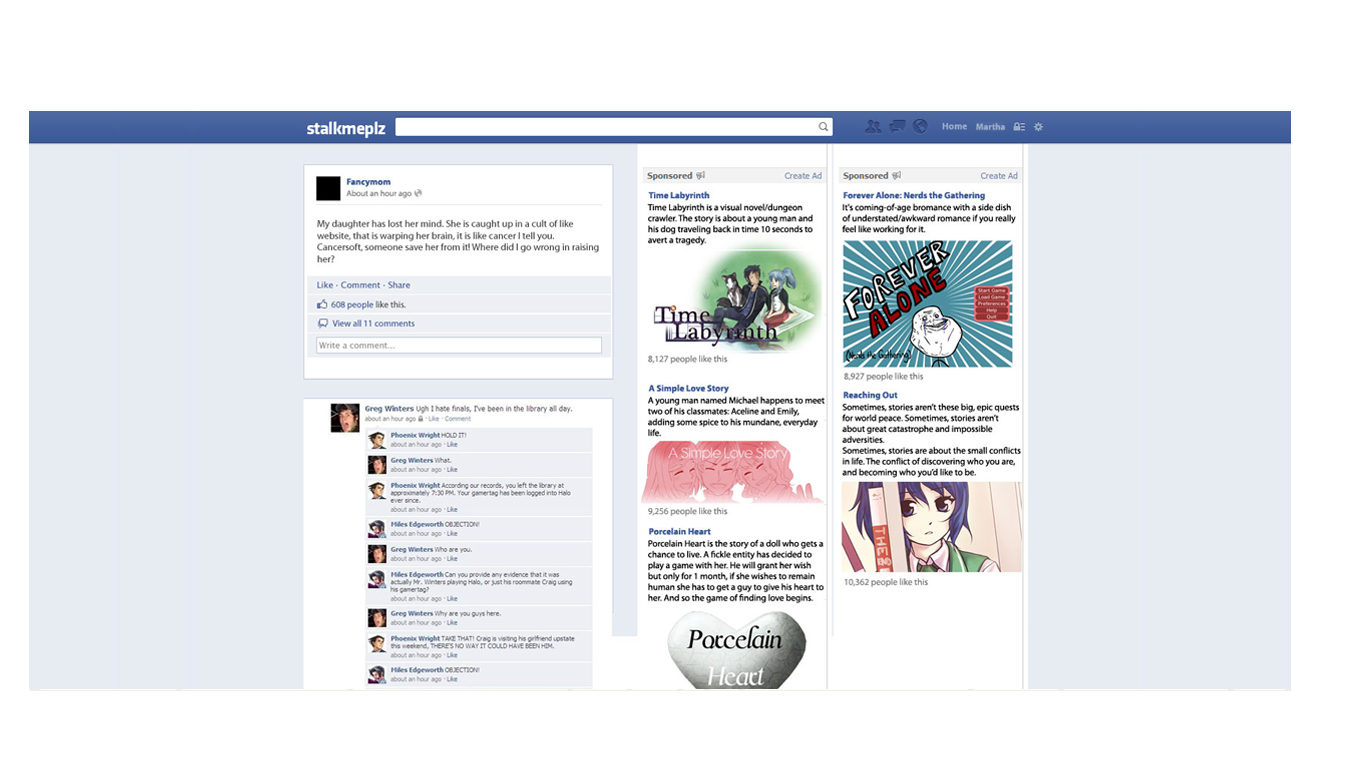 stalkmeplz
Home Martha
Fancymom
About an hour ago
My daughter has lost her mind. She is caught up in a cult of like
website, that is warping her brain, it is like cancer I tell you.
Cancersoft, someone save her from it! Where did I go wrong in raising
her?
Like · Comment · Share
608 people like this.
View all 11 comments
Write a comment...
Greg Winters Ugh I hate finals, I've been in the library all day.
about an hour ago · Like · Comment
Phoenix Wright HOLD IT!
about an hour ago · Like
Greg Winters What.
about an hour ago · Like
Phoenix Wright According our records, you left the library at
approximately 7:30 PM. Your gamertag has been logged into Halo
ever since.
about an hour ago · Like
Miles Edgeworth OBJECTION!
about an hour ago · Like
Greg Winters Who are you.
about an hour ago · Like
Miles Edgeworth Can you provide any evidence that it was
actually Mr. Winters playing Halo, or just his roommate Craig using
his gamertag?
about an hour ago · Like
Greg Winters Why are you guys here.
about an hour ago · Like
Phoenix Wright TAKE THAT! Craig is visiting his girlfriend upstate
this weekend, THERE'S NO WAY IT COULD HAVE BEEN HIM.
about an hour ago · Like
Miles Edgeworth OBJECTION!
about an hour ago · Like
Sponsored Create Ad
Time Labyrinth
Time Labyrinth is a visual novel/dungeon
crawler. The story is about a young man and
his dog traveling back in time 10 seconds to
avert a tragedy.
Time
Labyrinth
8,127 people like this
A Simple Love Story
A young man named Michael happens to meet
two of his classmates: Aceline and Emily,
adding some spice to his mundane, everyday
life.
A Simple Love Story
9,256 people like this
Porcelain Heart
Porcelain Heart is the story of a doll who gets a
chance to live. A fickle entity has decided to
play a game with her. He will grant her wish
but only for 1 month, if she wishes to remain
human she has to get a guy to give his heart to
her. And so the game of finding love begins.
Porcelain
Heart
Sponsored Create Ad
Forever Alone: Nerds the Gathering
It's coming-of-age bromance with a side dish
of understated/awkward romance if you really
feel like working for it.
FOREVER
ALONE
(Nerds the Gathering)
Start Game
Load Game
Preferences
Help
Quit
8,927 people like this
Reaching Out
Sometimes, stories aren't these big, epic quests
for world peace. Sometimes, stories aren't
about great catastrophe and impossible
adversities.
Sometimes, stories are about the small conflicts
in life. The conflict of discovering who you are,
and becoming who you'd like to be.
THE
10,362 people like this